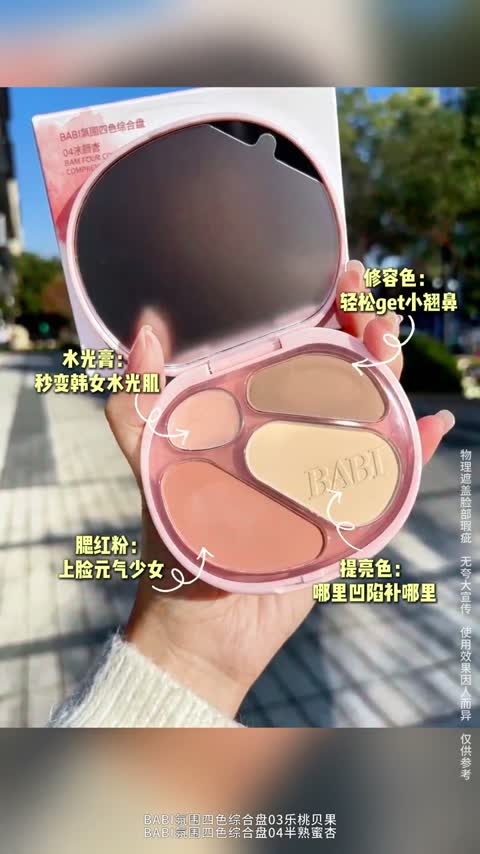 BABI氛围四色综合盘
BABI FOUR CO
COMPRE
修容色：
轻松get小翘鼻
水光膏：
秒变韩女水光肌
BABI
腮红粉：
上脸元气少女
提亮色：
哪里凹陷补哪里
物理遮盖脸部瑕疵 无夸大宣传 使用效果因人而异 仅供参考
BABI氛围四色综合盘03乐桃贝果
BABI氛围四色综合盘04半熟蜜杏